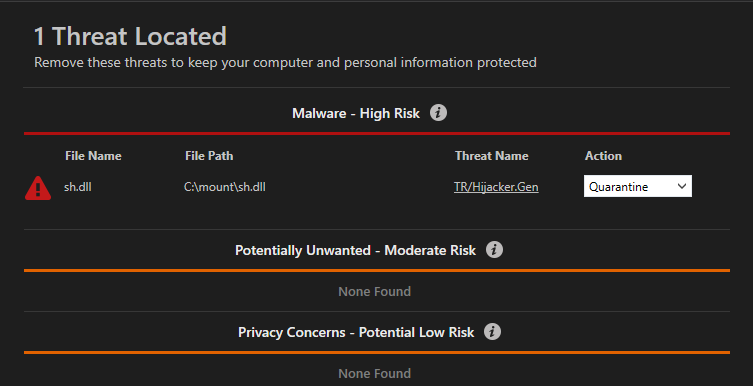 1 Threat Located
Remove these threats to keep your computer and personal information protected
Malware - High Risk
File Name File Path Threat Name Action
sh.dll C:\mount\sh.dll TR/Hijacker.Gen Quarantine
Potentially Unwanted - Moderate Risk
None Found
Privacy Concerns - Potential Low Risk
None Found